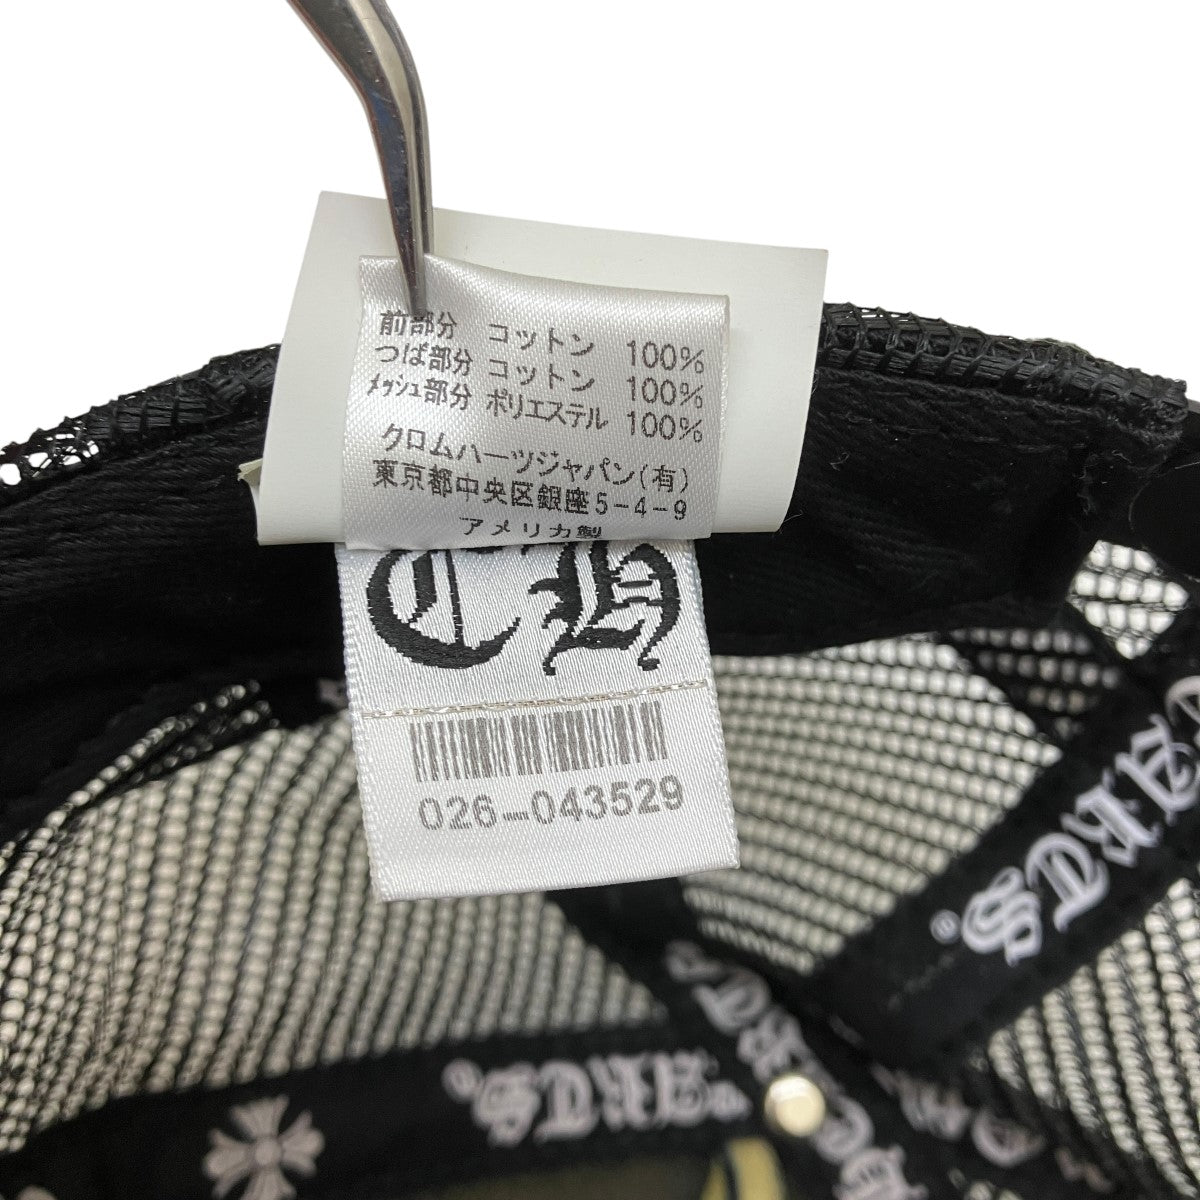 前部分 コットン 100%
つば部分 コットン 100%
メッシュ部分 ポリエステル 100%
クロムハーツジャパン(有)
東京都中央区銀座5-4-9
アメリカ製
CH
026-043529
ARTS
ARTS